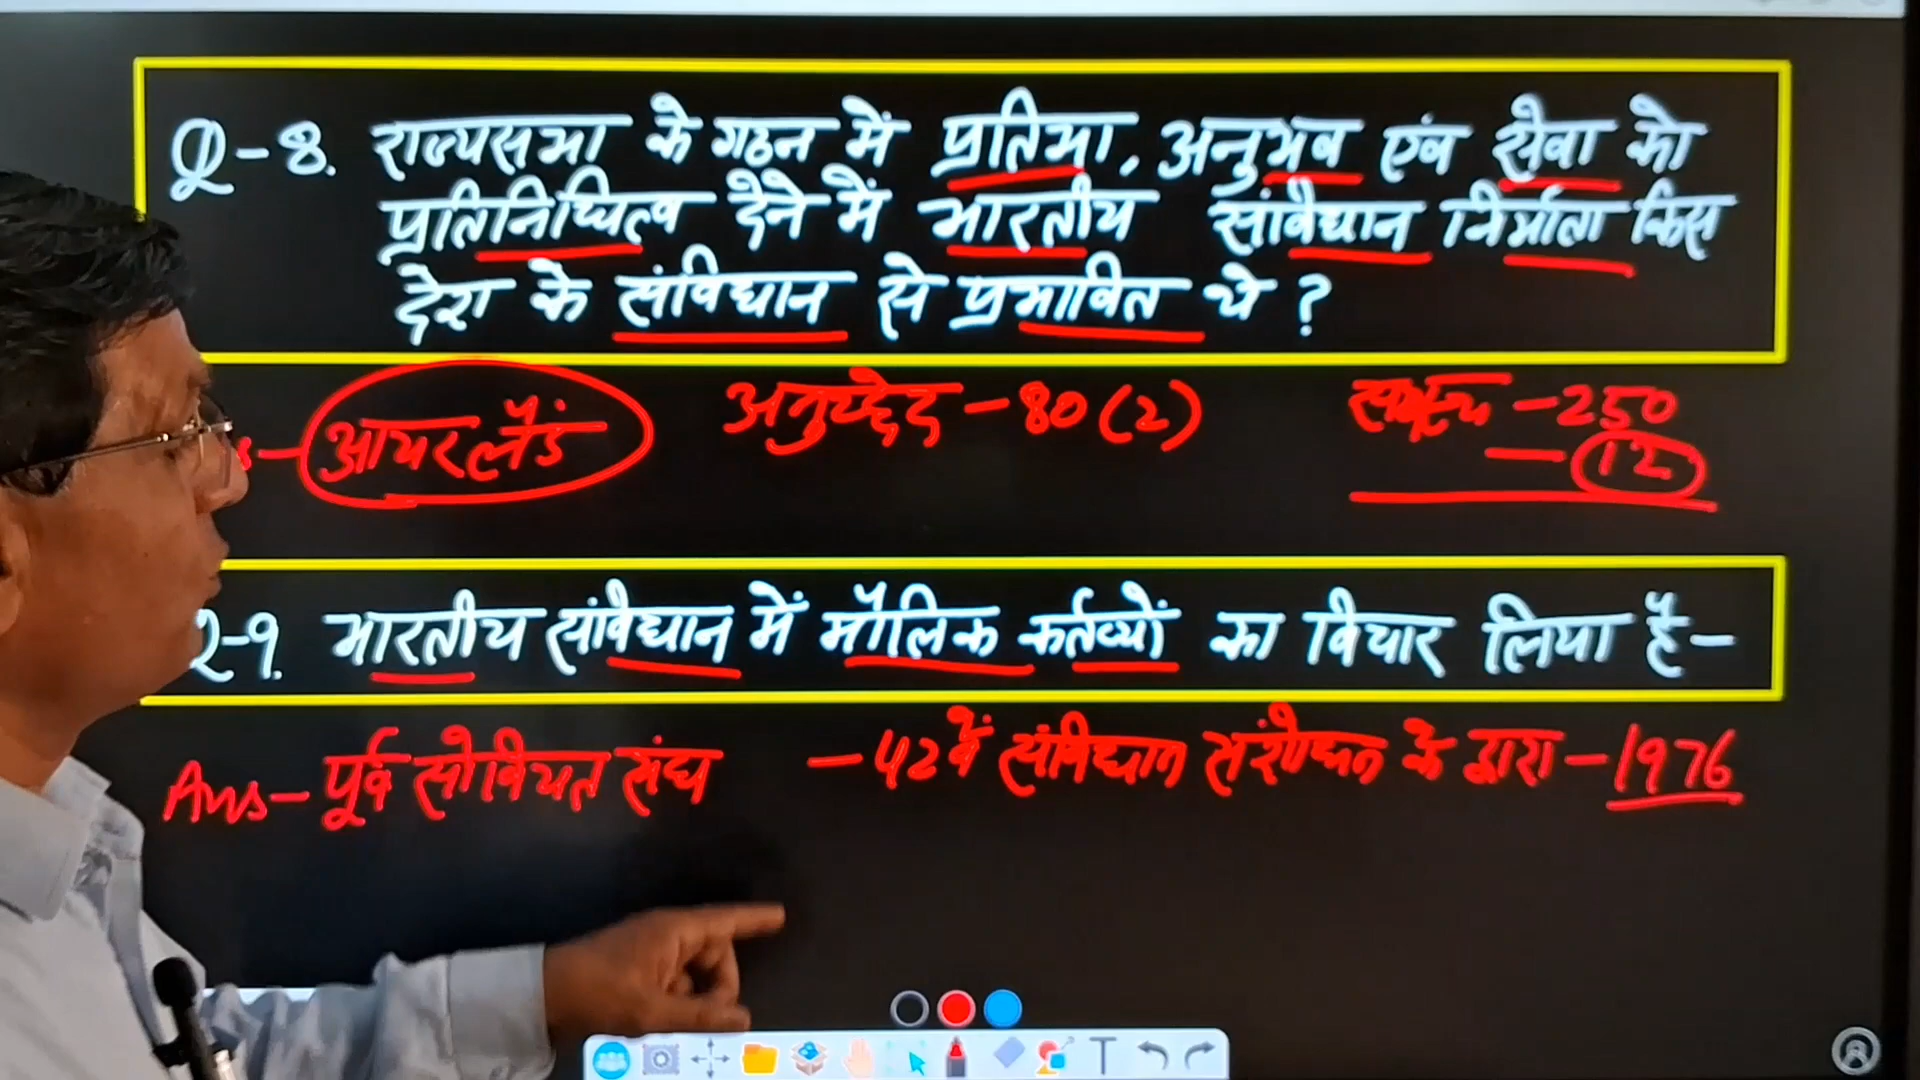 Q-8. राज्यसभा के गठन में प्रतिभा, अनुभव एवं सेवा को
प्रतिनिधित्व देने में भारतीय संविधान निर्माता किस
देश के संविधान से प्रभावित थे ?
आयरलैंड अनुच्छेद - 80 (2) सदस्य - 250
- 12
Q-9. भारतीय संविधान में मौलिक कर्तव्यों का विचार लिया है -
Ans - पूर्व सोवियत संघ - 42वें संविधान संशोधन के द्वारा - 1976